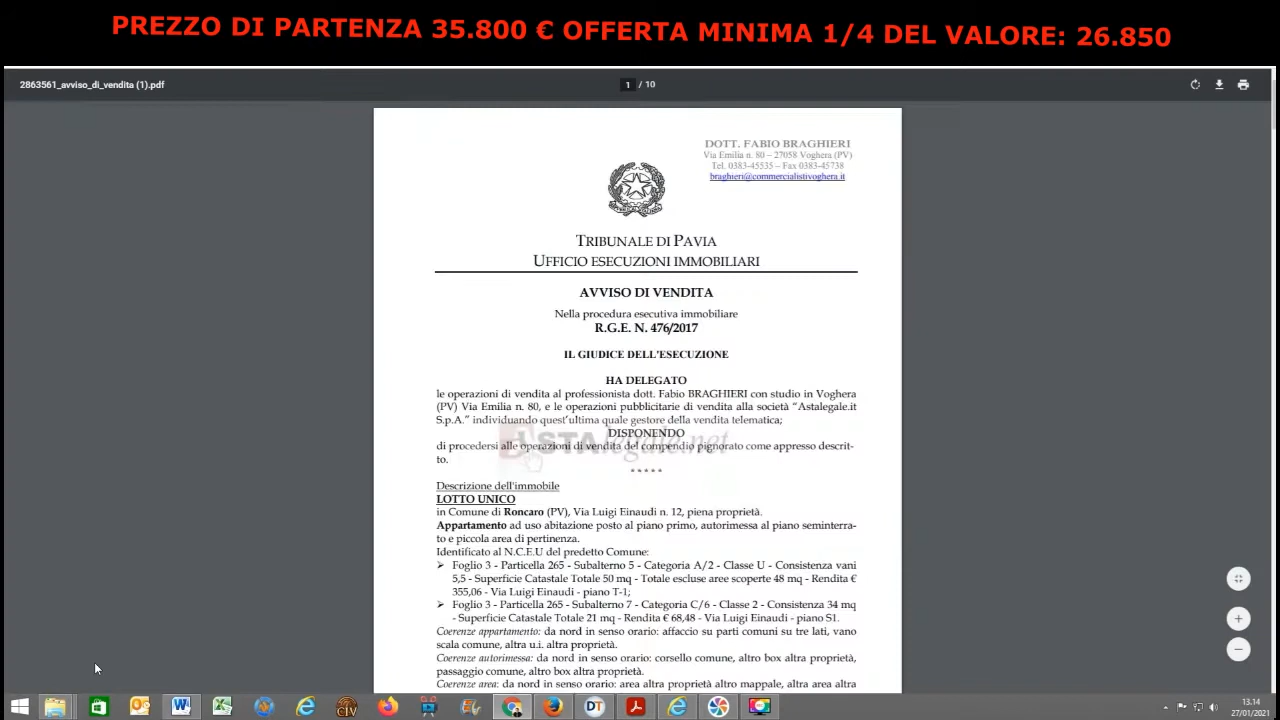 PREZZO DI PARTENZA 35.800 € OFFERTA MINIMA 1/4 DEL VALORE: 26.850
2863561_avviso_di_vendita (1).pdf
1 / 10
DOTT. FABIO BRAGHIERI
Via Emilia n. 80 – 27058 Voghera (PV)
Tel. 0383-45535 – Fax 0383-45738
braghieri@commercialistivoghera.it
TRIBUNALE DI PAVIA
UFFICIO ESECUZIONI IMMOBILIARI
AVVISO DI VENDITA
Nella procedura esecutiva immobiliare
R.G.E. N. 476/2017
IL GIUDICE DELL'ESECUZIONE
HA DELEGATO
le operazioni di vendita al professionista dott. Fabio BRAGHIERI con studio in Voghera
(PV) Via Emilia n. 80, e le operazioni pubblicitarie di vendita alla società "Astalegale.it
S.p.A." individuando quest'ultima quale gestore della vendita telematica;
DISPONENDO
di procedersi alle operazioni di vendita del compendio pignorato come appresso descrit-
to.
*****
Descrizione dell'immobile
LOTTO UNICO
in Comune di Roncaro (PV), Via Luigi Einaudi n. 12, piena proprietà.
Appartamento ad uso abitazione posto al piano primo, autorimessa al piano seminterra-
to e piccola area di pertinenza.
Identificato al N.C.E.U del predetto Comune:
➢ Foglio 3 - Particella 265 - Subalterno 5 - Categoria A/2 - Classe U - Consistenza vani
5,5 - Superficie Catastale Totale 50 mq - Totale escluse aree scoperte 48 mq - Rendita €
355,06 - Via Luigi Einaudi - piano T-1;
➢ Foglio 3 - Particella 265 - Subalterno 7 - Categoria C/6 - Classe 2 - Consistenza 34 mq
- Superficie Catastale Totale 21 mq - Rendita € 68,48 - Via Luigi Einaudi - piano S1.
Coerenze appartamento: da nord in senso orario: affaccio su parti comuni su tre lati, vano
scala comune, altra u.i. altra proprietà.
Coerenze autorimessa: da nord in senso orario: corsello comune, altro box altra proprietà,
passaggio comune, altro box altra proprietà.
Coerenze area: da nord in senso orario: area altra proprietà altro mappale, altra area altra
CIV
DT
13.14
27/01/2021